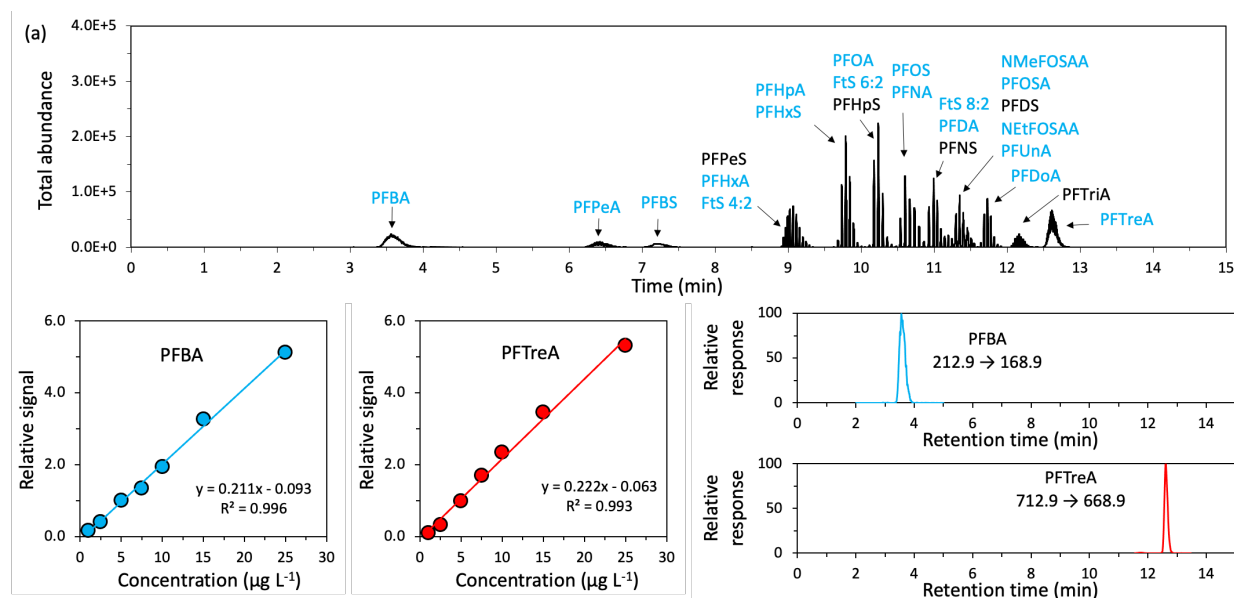 (a)
Total abundance
4.0E+5
3.0E+5
2.0E+5
1.0E+5
0.0E+0
PFBA
PFPeA
PFBS
PFPeS
PFHxA
FtS 4:2
PFHpA
PFHxS
PFOA
FtS 6:2
PFHpS
PFOS
PFNA
FtS 8:2
PFDA
PFNS
NMeFOSAA
PFOSA
PFDS
NEtFOSAA
PFUnA
PFDoA
PFTriA
PFTreA
0 1 2 3 4 5 6 7 8 9 10 11 12 13 14 15
Time (min)
Relative signal
6.0
4.0
2.0
0.0
PFBA
y = 0.211x - 0.093
R² = 0.996
0 5 10 15 20 25 30
Concentration (µg L⁻¹)
Relative signal
6.0
4.0
2.0
0.0
PFTreA
y = 0.222x - 0.063
R² = 0.993
0 5 10 15 20 25 30
Concentration (µg L⁻¹)
Relative
response
100
50
0
PFBA
212.9 → 168.9
0 2 4 6 8 10 12 14
Retention time (min)
Relative
response
100
50
0
PFTreA
712.9 → 668.9
0 2 4 6 8 10 12 14
Retention time (min)